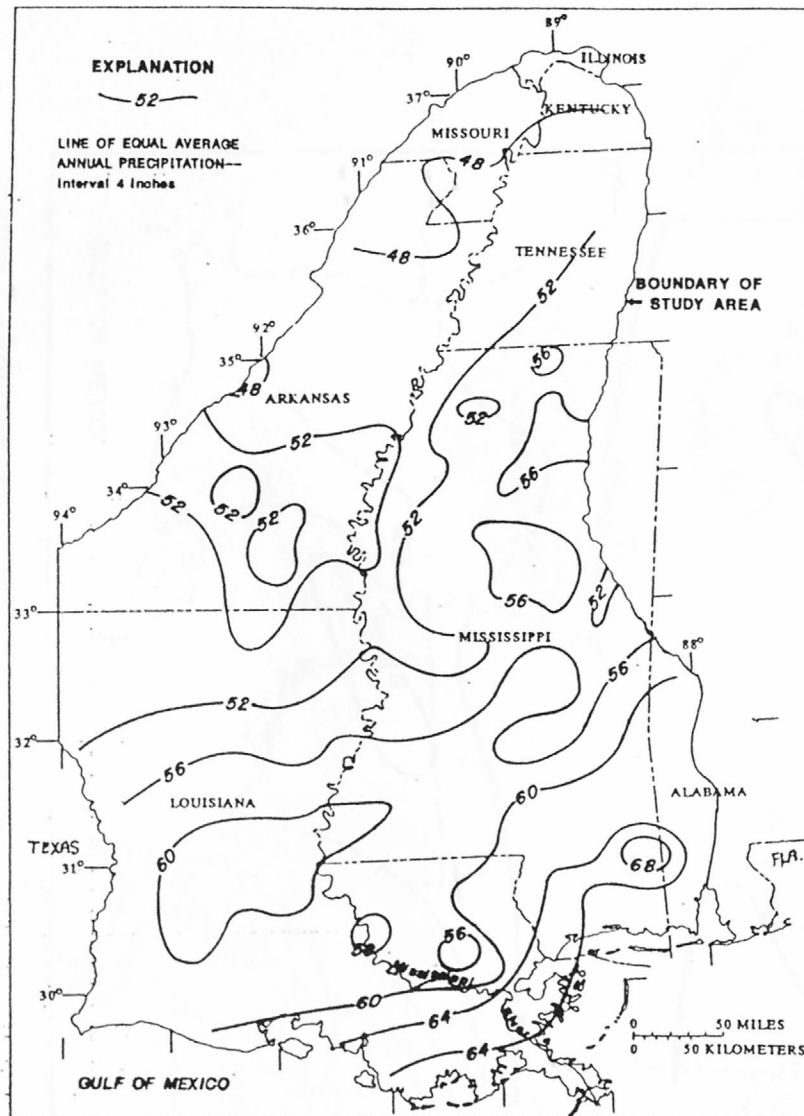 89°
ILLINOIS
EXPLANATION
52
90°
37°
KENTUCKY
MISSOURI
LINE OF EQUAL AVERAGE
ANNUAL PRECIPITATION--
Interval 4 Inches
91°
48
36°
48
TENNESSEE
BOUNDARY OF
STUDY AREA
52
92°
35°
56
48
ARKANSAS
52
93°
52
56
34°
52
52
52
94°
52
56
52
33°
MISSISSIPPI
88°
56
52
32°
56
60
LOUISIANA
ALABAMA
TEXAS
60
FLA.
31°
68
56
Mississippi
30°
60
64
River
0 50 MILES
0 50 KILOMETERS
64
GULF OF MEXICO